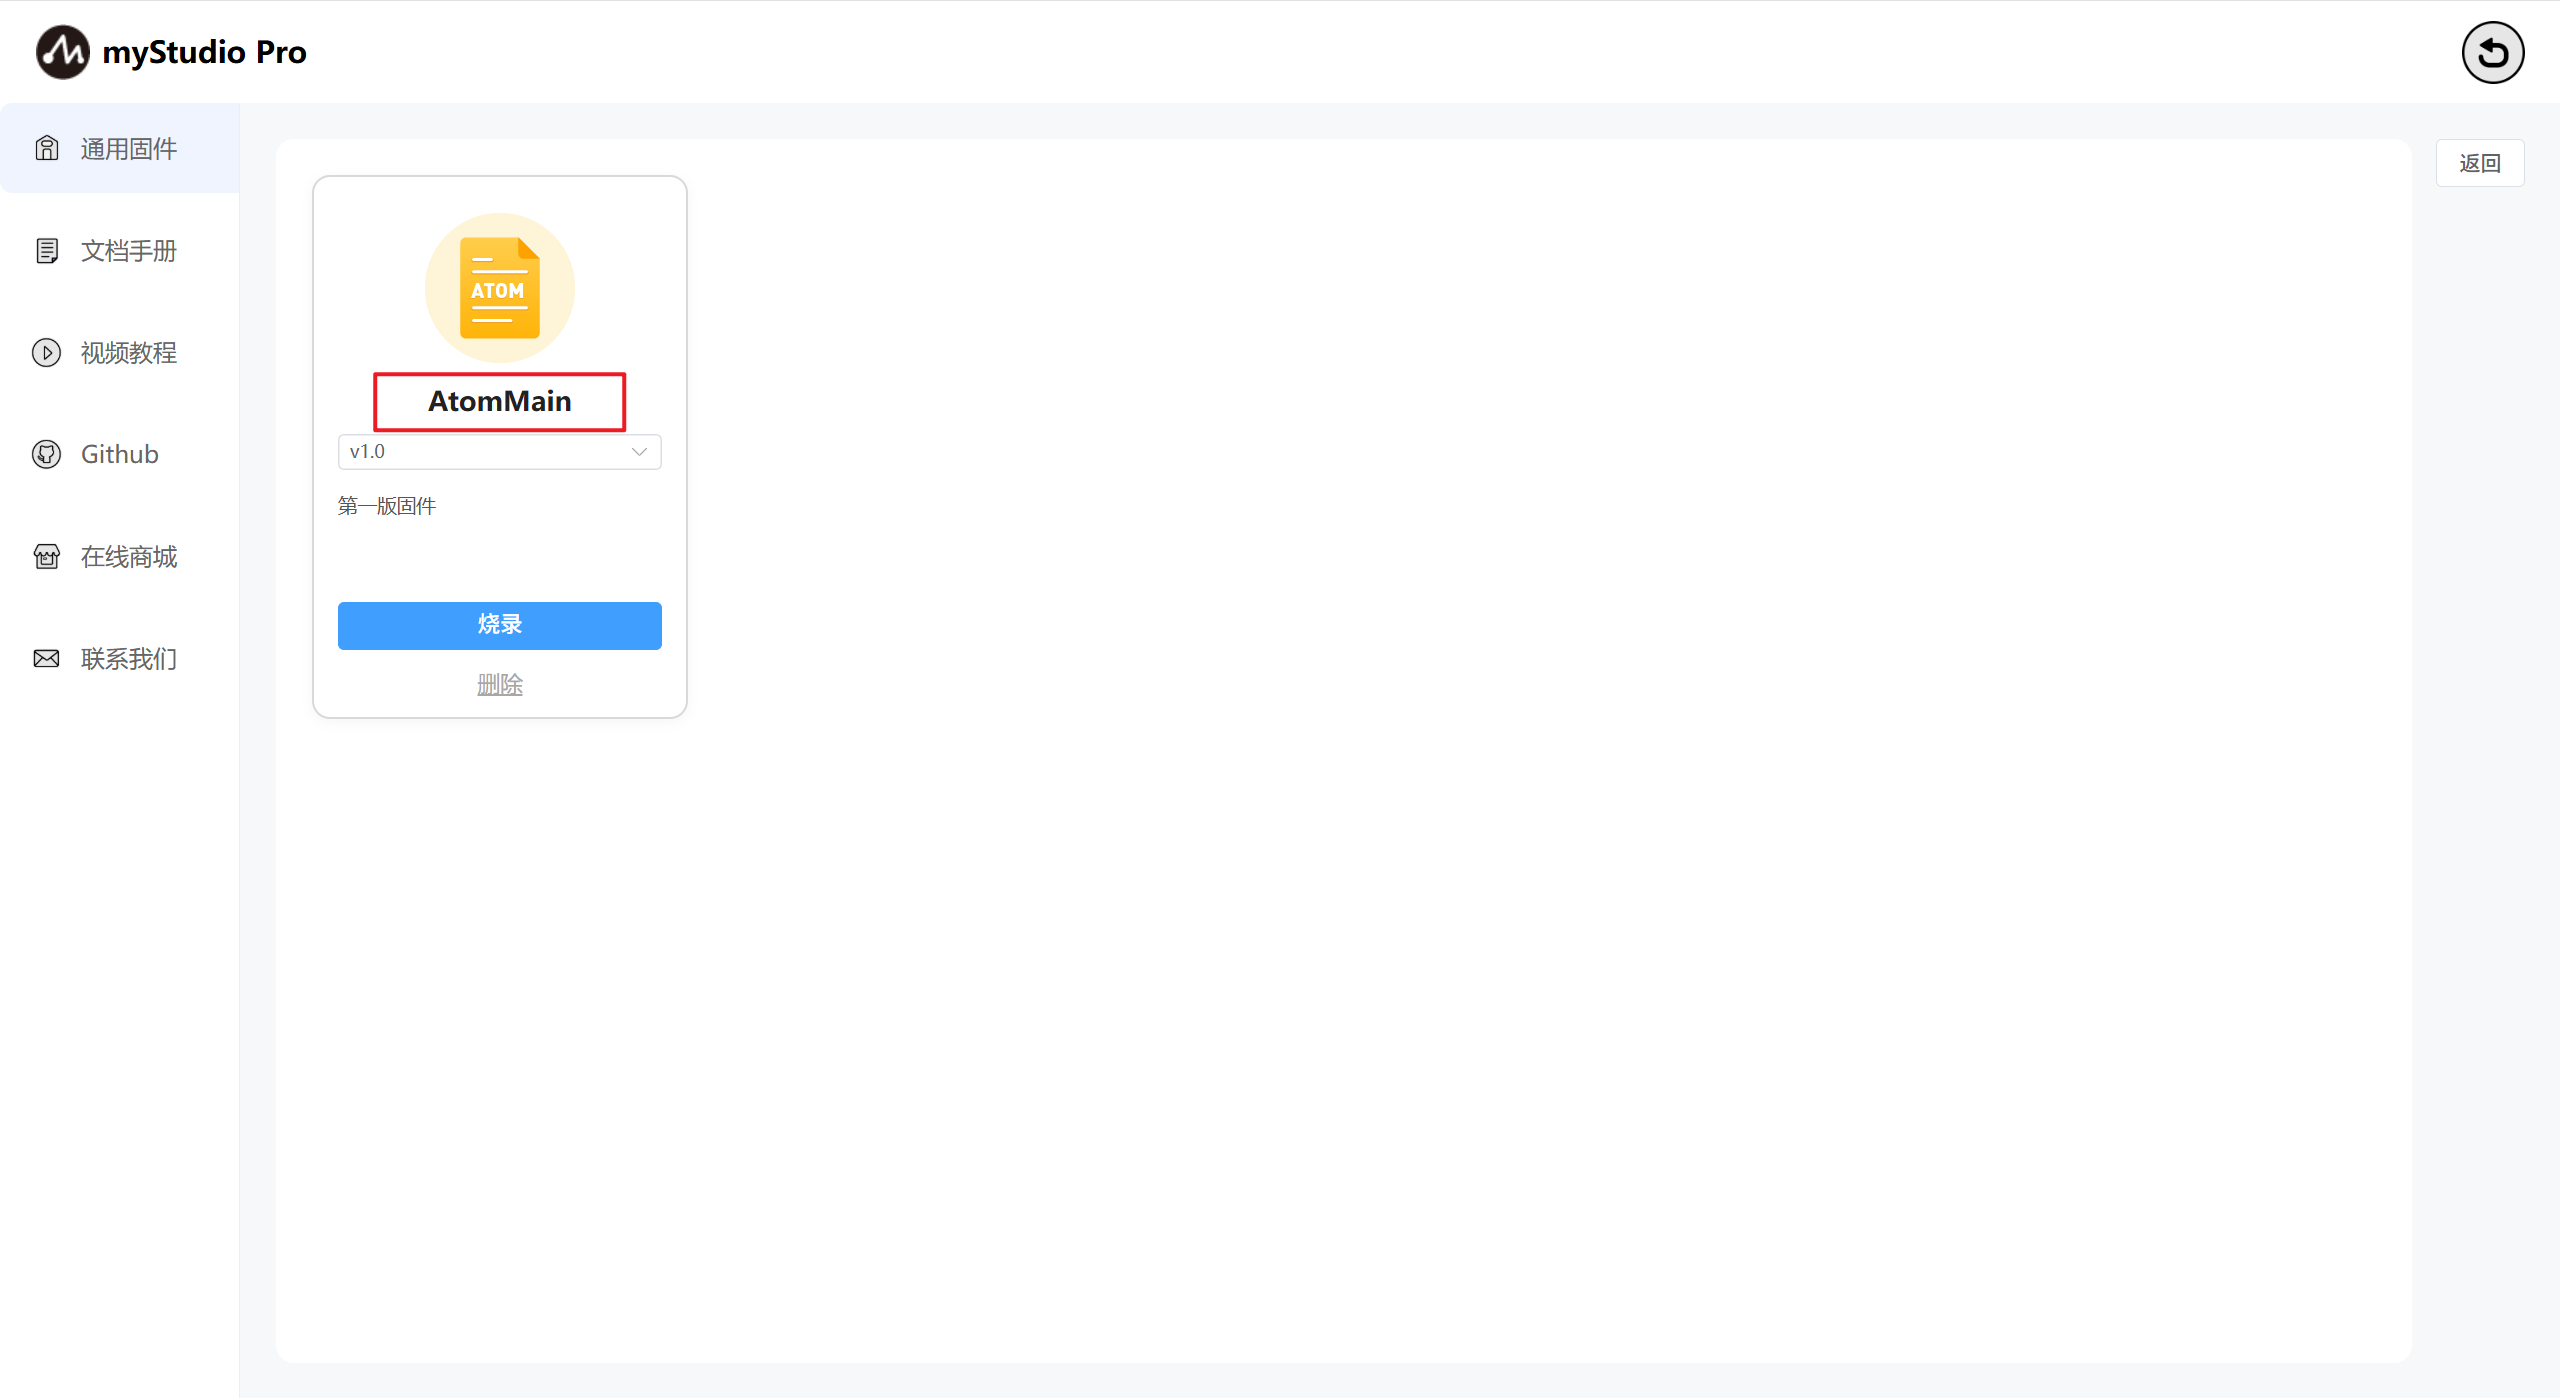 myStudio Pro
通用固件
文档手册
视频教程
Github
在线商城
联系我们
返回
ATOM
AtomMain
v1.0
第一版固件
烧录
删除